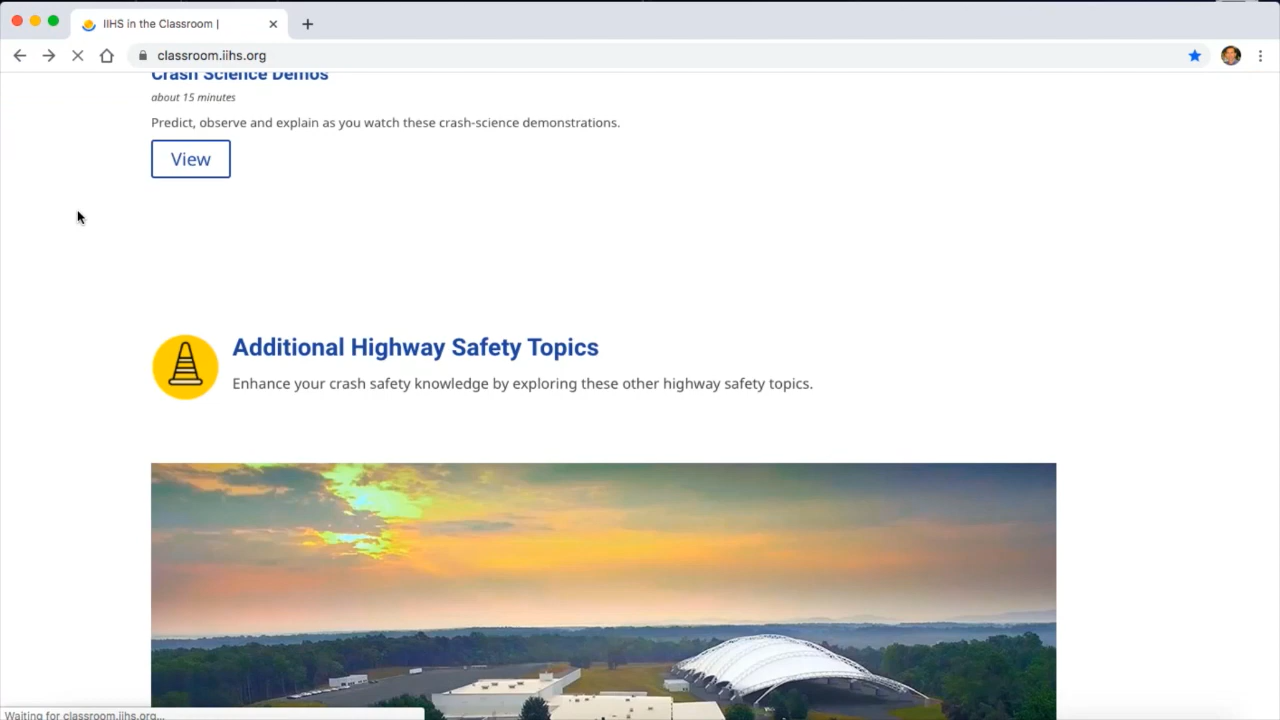 IIHS in the Classroom |
classroom.iihs.org
Crash Science Demos
about 15 minutes
Predict, observe and explain as you watch these crash-science demonstrations.
View
Additional Highway Safety Topics
Enhance your crash safety knowledge by exploring these other highway safety topics.
Waiting for classroom.iihs.org...